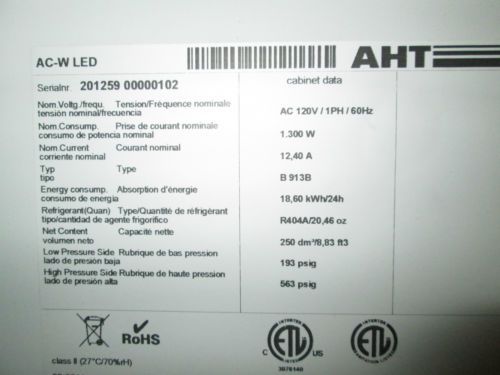 AC-W LED
AHT
Serialnr. 201259 00000102
cabinet data
Nom.Voltg./frequ. Tension/Fréquence nominale
tensión nominal/frecuencia
AC 120V / 1PH / 60Hz
Nom.Consump. Prise de courant nominale
consumo de potencia nominal
1.300 W
Nom.Current Courant nominal
corriente nominal
12,40 A
Typ Type
tipo
B 913B
Energy consump. Absorption d'énergie
consumo de energía
18,60 kWh/24h
Refrigerant(Quan) Type/Quantité de réfrigérant
tipo/cantidad de agente frigorífico
R404A/20,46 oz
Net Content Capacité nette
volumen neto
250 dm³/8,83 ft3
Low Pressure Side Rubrique de bas pression
lado de presión baja
193 psig
High Pressure Side Rubrique de haute pression
lado de presión alta
563 psig
RoHS
INTERTEK
C ETL US
INTERTEK
ETL
3076140
class II (27°C/70%rH)